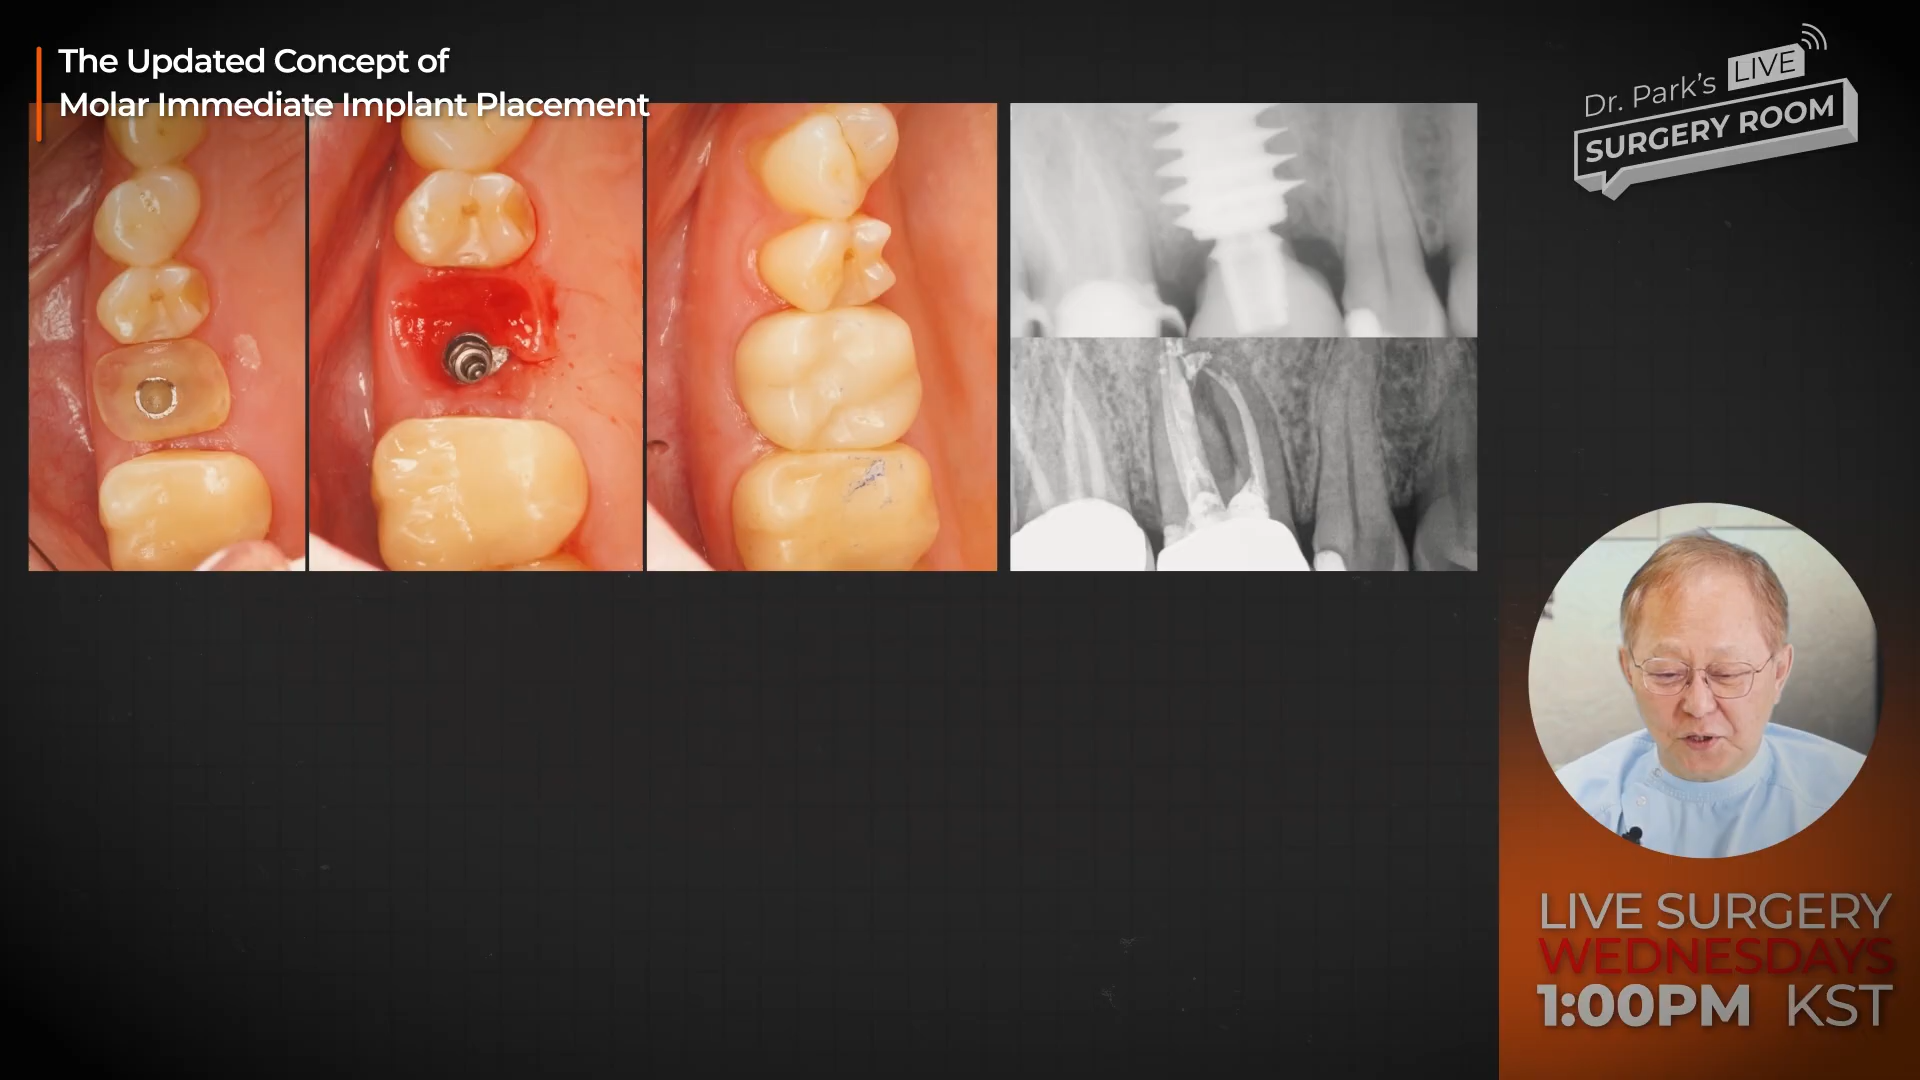 The Updated Concept of
Molar Immediate Implant Placement
Dr. Park's LIVE
SURGERY ROOM
LIVE SURGERY
WEDNESDAYS
1:00PM KST